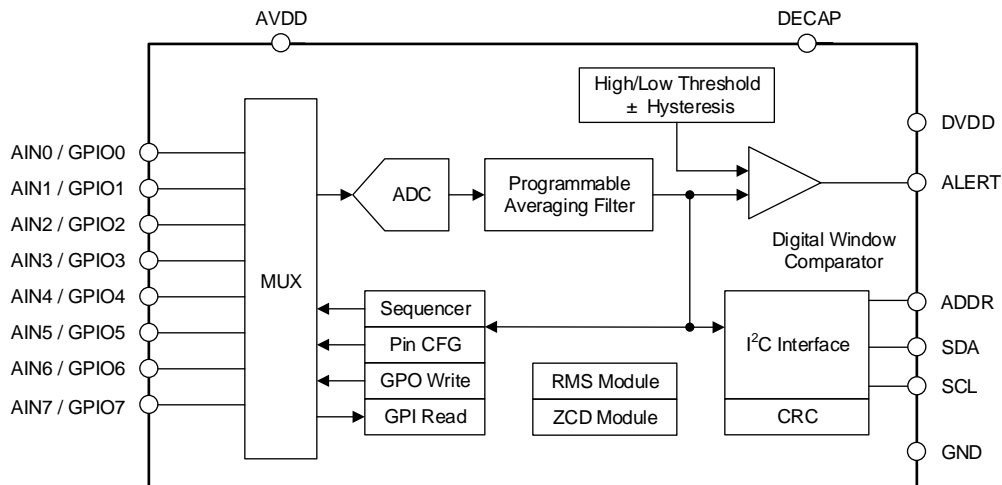 AVDD
DECAP
High/Low Threshold
± Hysteresis
DVDD
AIN0 / GPIO0
AIN1 / GPIO1
ALERT
ADC
Programmable
Averaging Filter
AIN2 / GPIO2
Digital Window
Comparator
AIN3 / GPIO3
MUX
AIN4 / GPIO4
Sequencer
ADDR
AIN5 / GPIO5
Pin CFG
I²C Interface
SDA
AIN6 / GPIO6
GPO Write
RMS Module
SCL
AIN7 / GPIO7
GPI Read
ZCD Module
CRC
GND